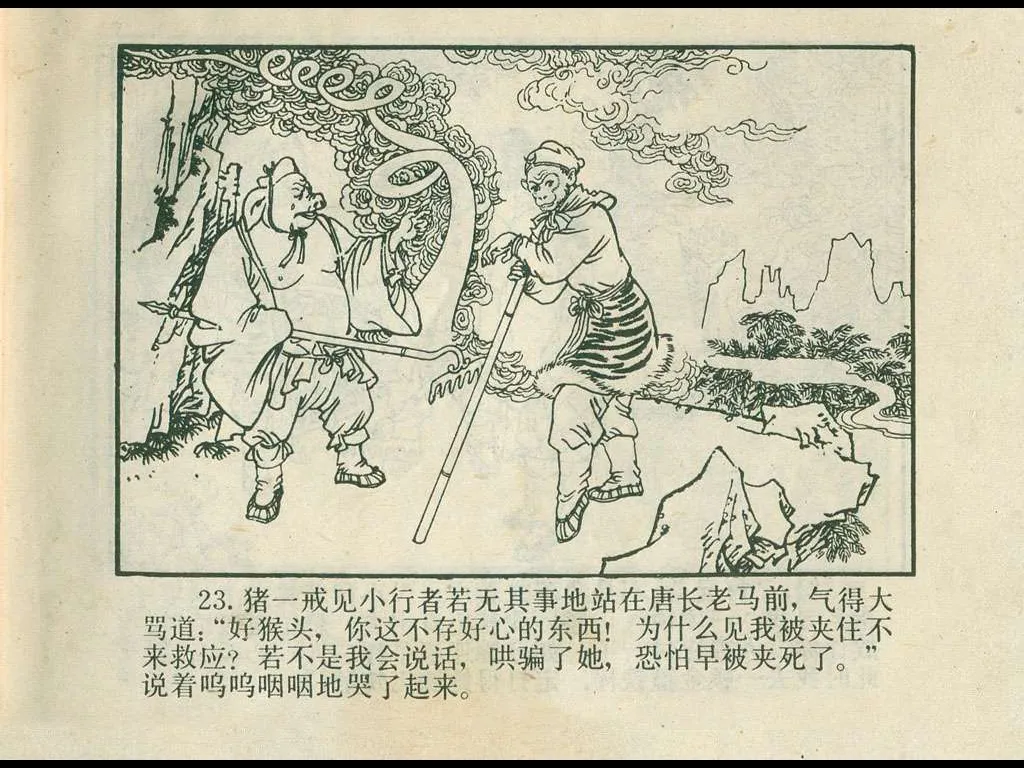 23. 猪一戒见小行者若无其事地站在唐长老马前，气得大
骂道：“好猴头，你这不存好心的东西！为什么见我被夹住不
来救应？若不是我会说话，哄骗了她，恐怕早被夹死了。”
说着呜呜咽咽地哭了起来。